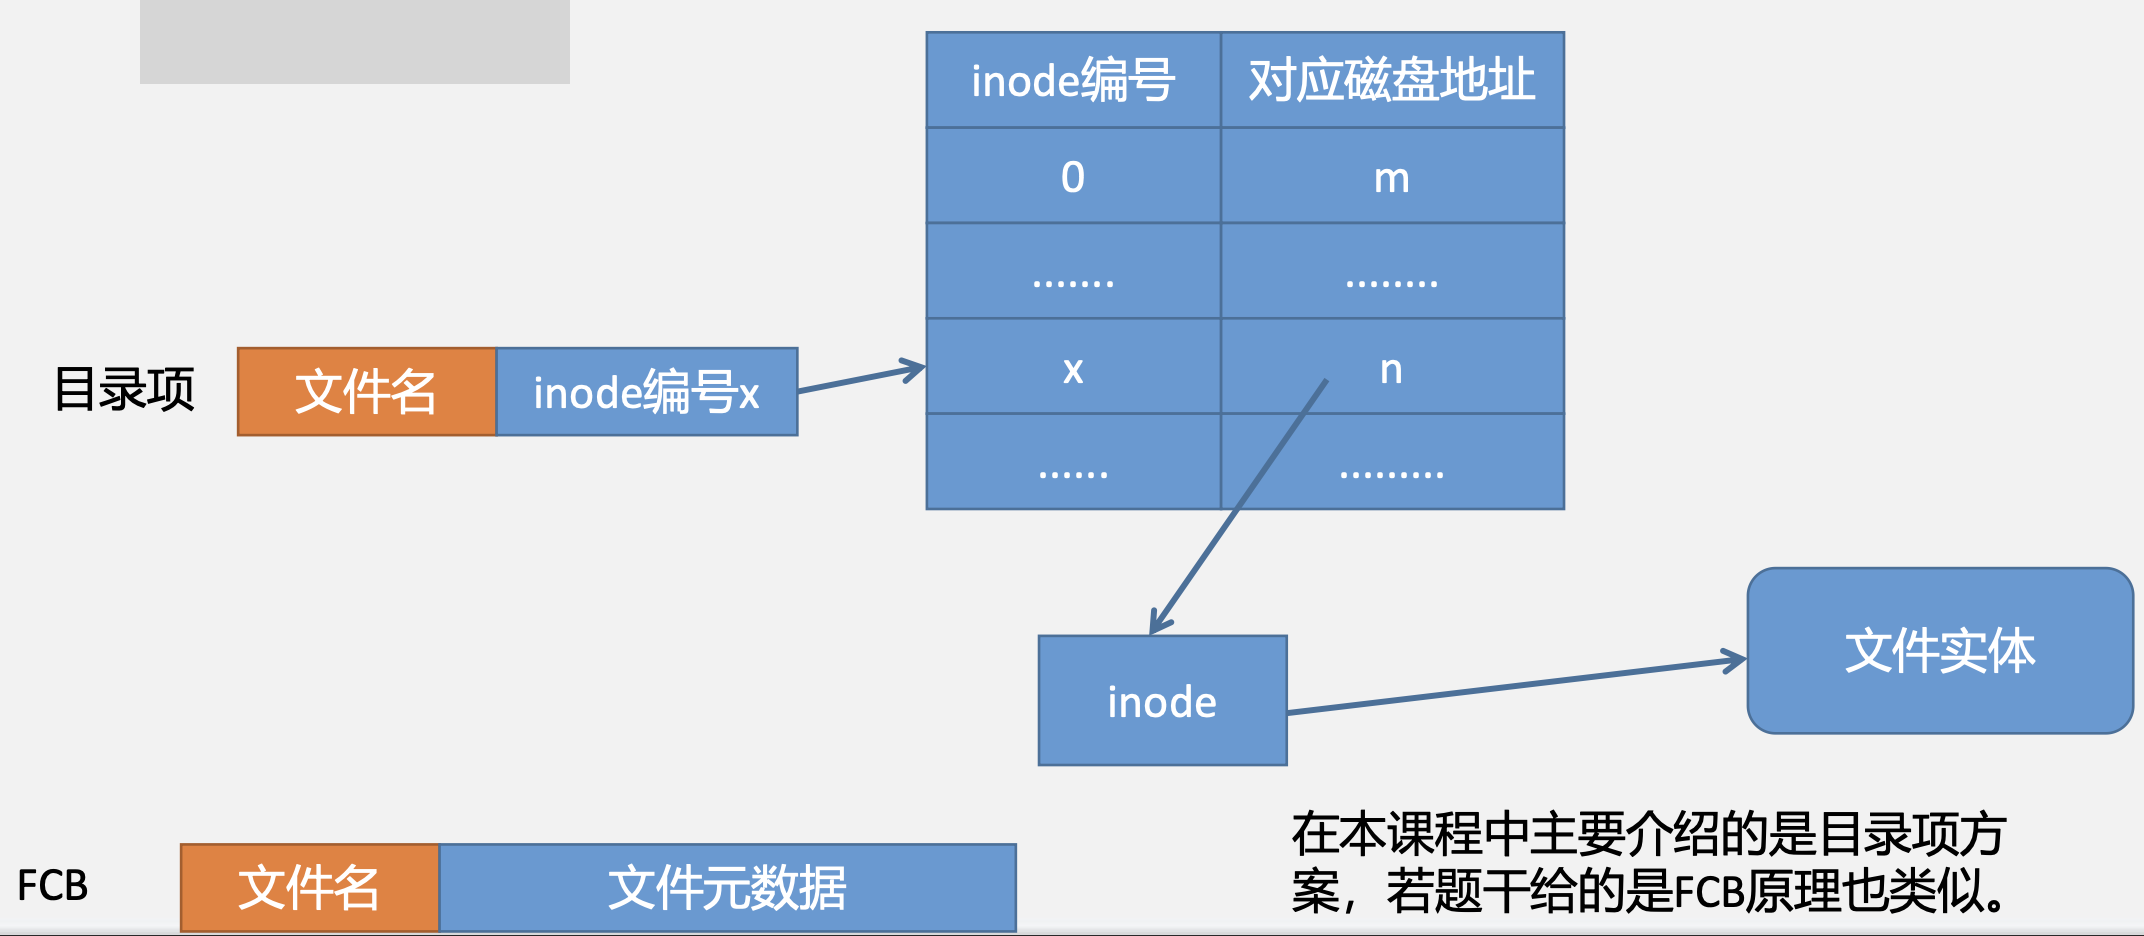 inode编号 对应磁盘地址
0 m
....... ........
x n
...... .........
目录项 文件名 inode编号x
inode
文件实体
FCB 文件名 文件元数据
在本课程中主要介绍的是目录项方
案，若题干给的是FCB原理也类似。